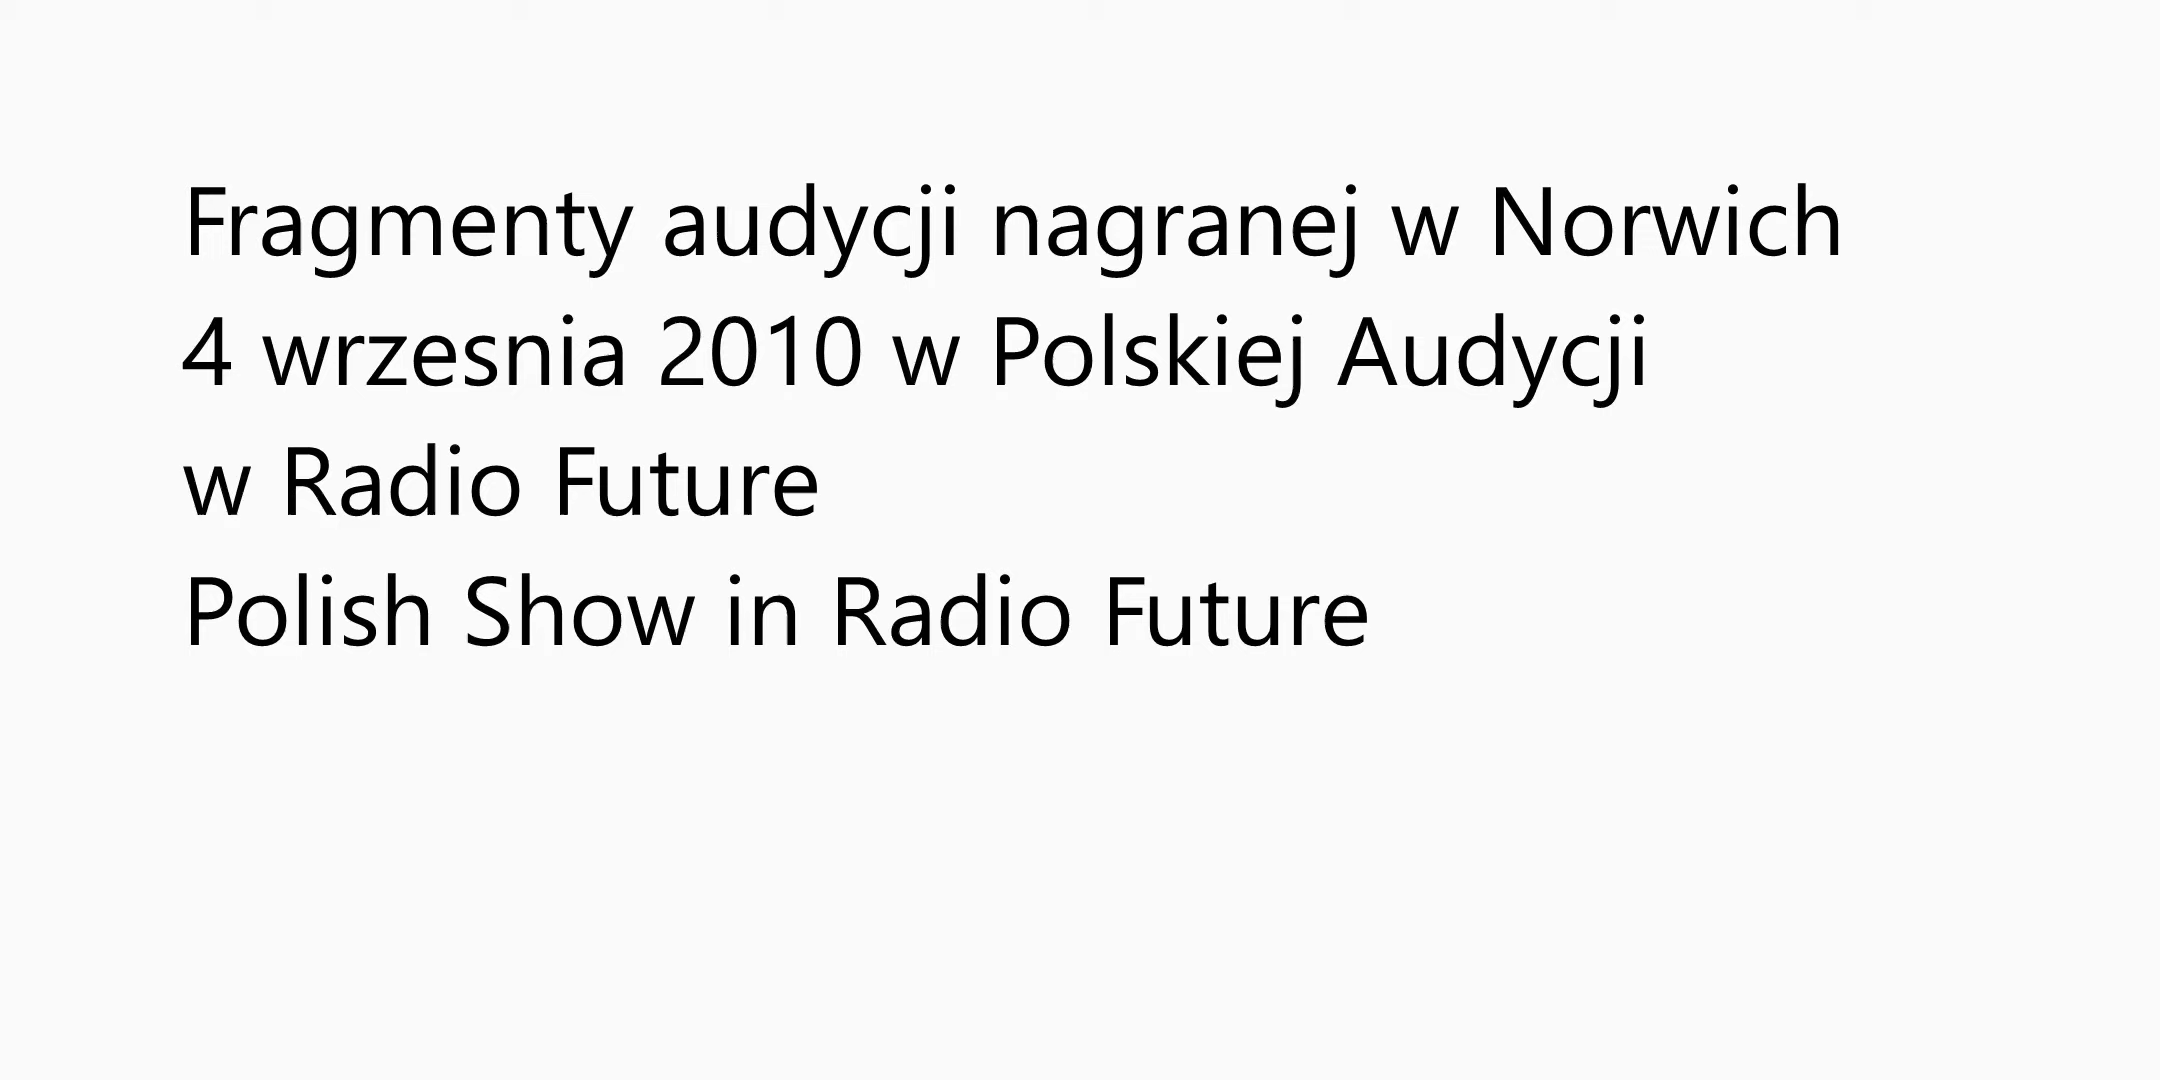 Fragmenty audycji nagranej w Norwich
4 wrzesnia 2010 w Polskiej Audycji
w Radio Future
Polish Show in Radio Future